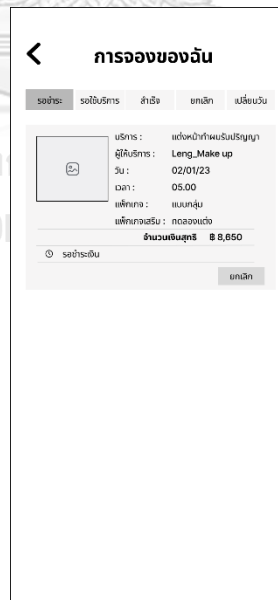 การจองของฉัน
รอชำระ รอใช้บริการ สำเร็จ ยกเลิก เปลี่ยนวัน
บริการ : แต่งหน้าทำผมรับปริญญา
ผู้ให้บริการ : Leng_Make up
วัน : 02/01/23
เวลา : 05.00
แพ็กเกจ : แบบกลุ่ม
แพ็กเกจเสริม : ทดลองแต่ง
จำนวนเงินสุทธิ ฿ 8,650
รอชำระเงิน
ยกเลิก